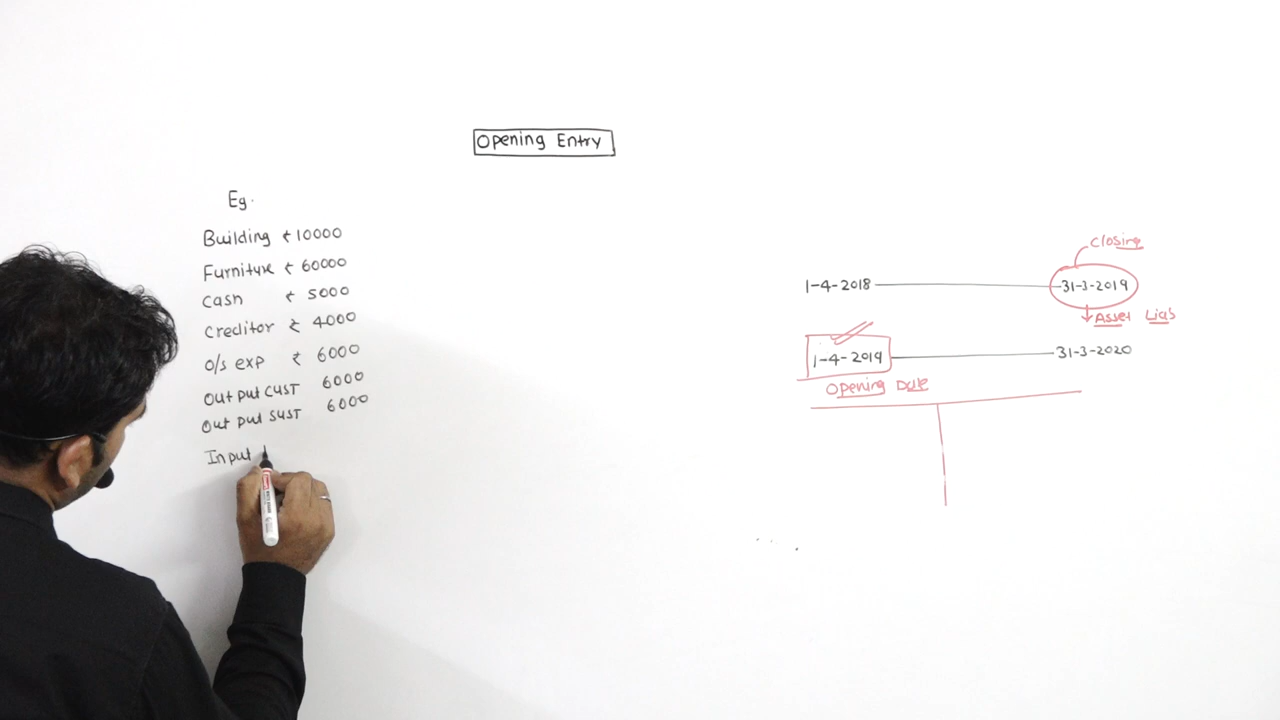 Opening Entry
Eg.
Building ₹ 10000
Furniture ₹ 60000
Cash ₹ 5000
Creditor ₹ 4000
o/s exp ₹ 6000
Out put CGST 6000
Out put SGST 6000
Input
Closing
1-4-2018 31-3-2019
Asset Liab
1-4-2019 31-3-2020
Opening Date